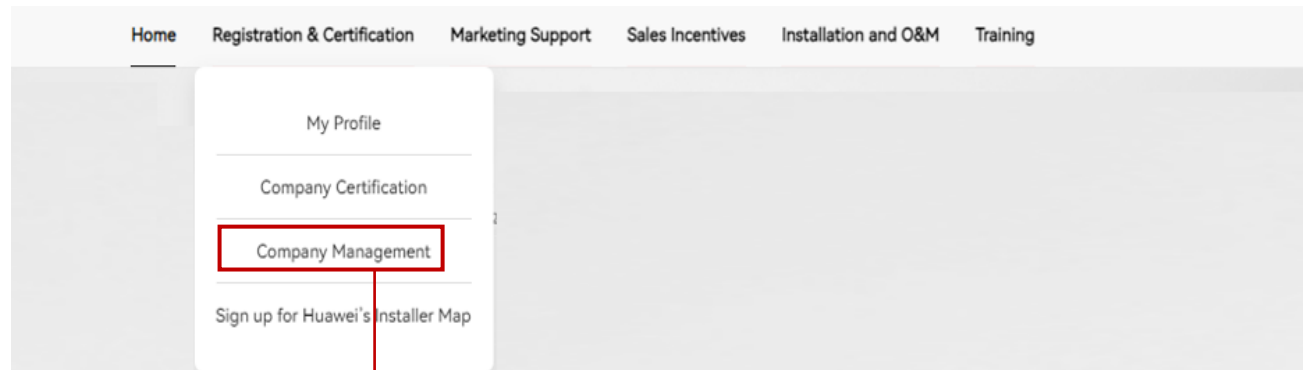 Home Registration & Certification Marketing Support Sales Incentives Installation and O&M Training
My Profile
Company Certification
Company Management
Sign up for Huawei's Installer Map